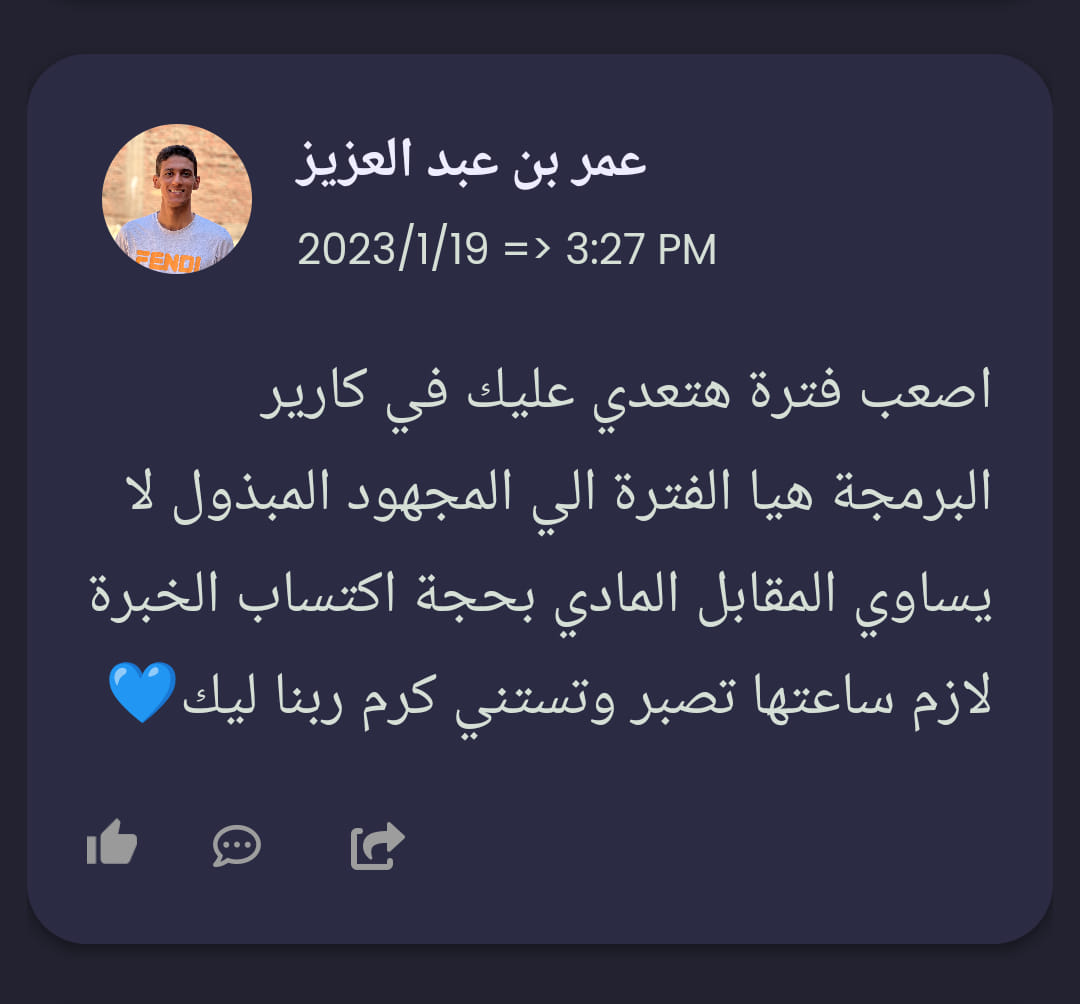 عمر بن عبد العزيز
2023/1/19 => 3:27 PM
FENDI
اصعب فترة هتعدي عليك في كارير
البرمجة هيا الفترة الي المجهود المبذول لا
يساوي المقابل المادي بحجة اكتساب الخبرة
لازم ساعتها تصبر وتستني كرم ربنا ليك💙